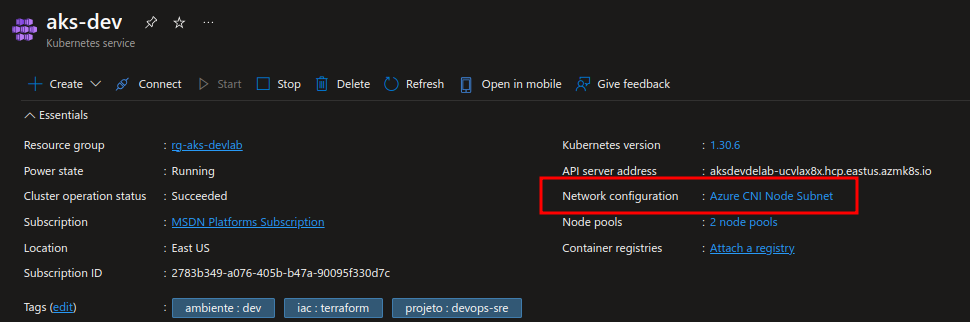 aks-dev
Kubernetes service
Create
Connect
Start
Stop
Delete
Refresh
Open in mobile
Give feedback
Essentials
Resource group : rg-aks-devlab
Kubernetes version : 1.30.6
Power state : Running
API server address : aksdevdelab-ucvlax8x.hcp.eastus.azmk8s.io
Cluster operation status : Succeeded
Network configuration : Azure CNI Node Subnet
Subscription : MSDN Platforms Subscription
Node pools : 2 node pools
Location : East US
Container registries : Attach a registry
Subscription ID : 2783b349-a076-405b-b47a-90095f330d7c
Tags (edit) : ambiente : dev iac : terraform projeto : devops-sre